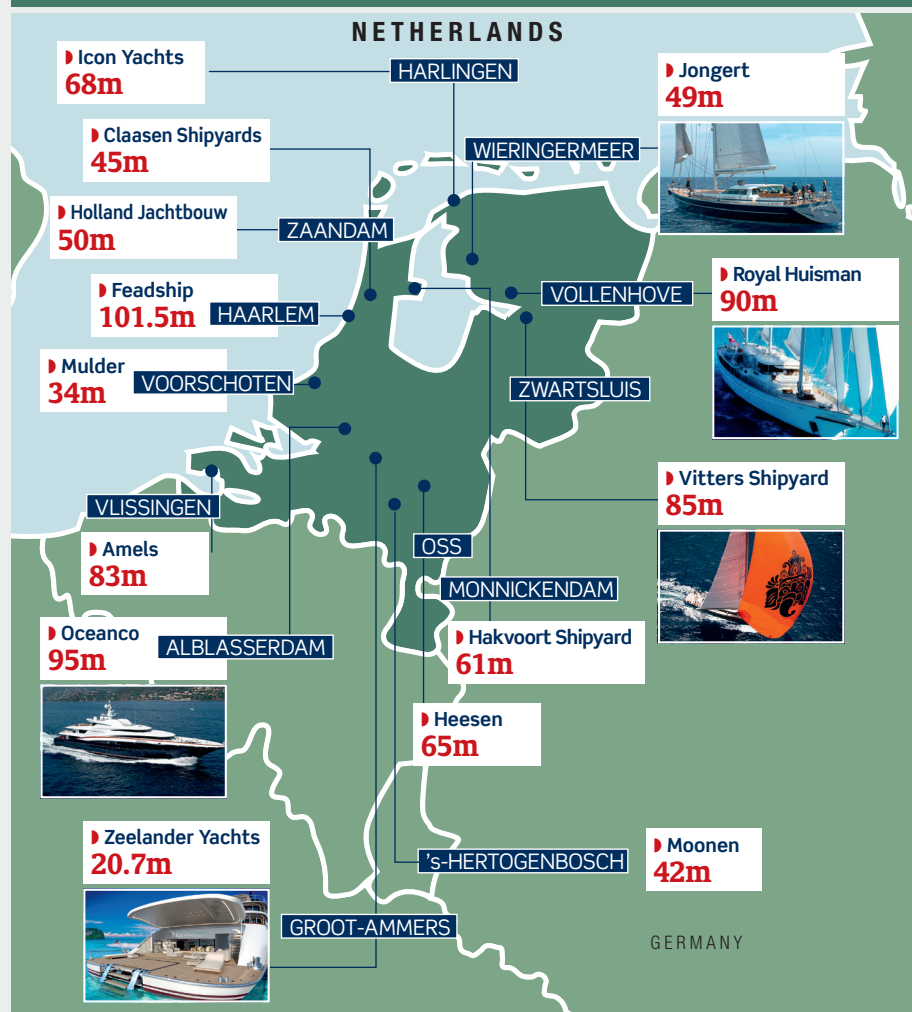 NETHERLANDS
Icon Yachts
68m
HARLINGEN
Jongert
49m
Claasen Shipyards
45m
WIERINGERMEER
Holland Jachtbouw
50m
ZAANDAM
Feadship
101.5m
HAARLEM
VOLLENHOVE
Royal Huisman
90m
Mulder
34m
VOORSCHOTEN
ZWARTSLUIS
Vitters Shipyard
85m
VLISSINGEN
Amels
83m
OSS
MONNICKENDAM
Oceanco
95m
ALBLASSERDAM
Hakvoort Shipyard
61m
Heesen
65m
Zeelander Yachts
20.7m
's-HERTOGENBOSCH
Moonen
42m
GROOT-AMMERS
GERMANY